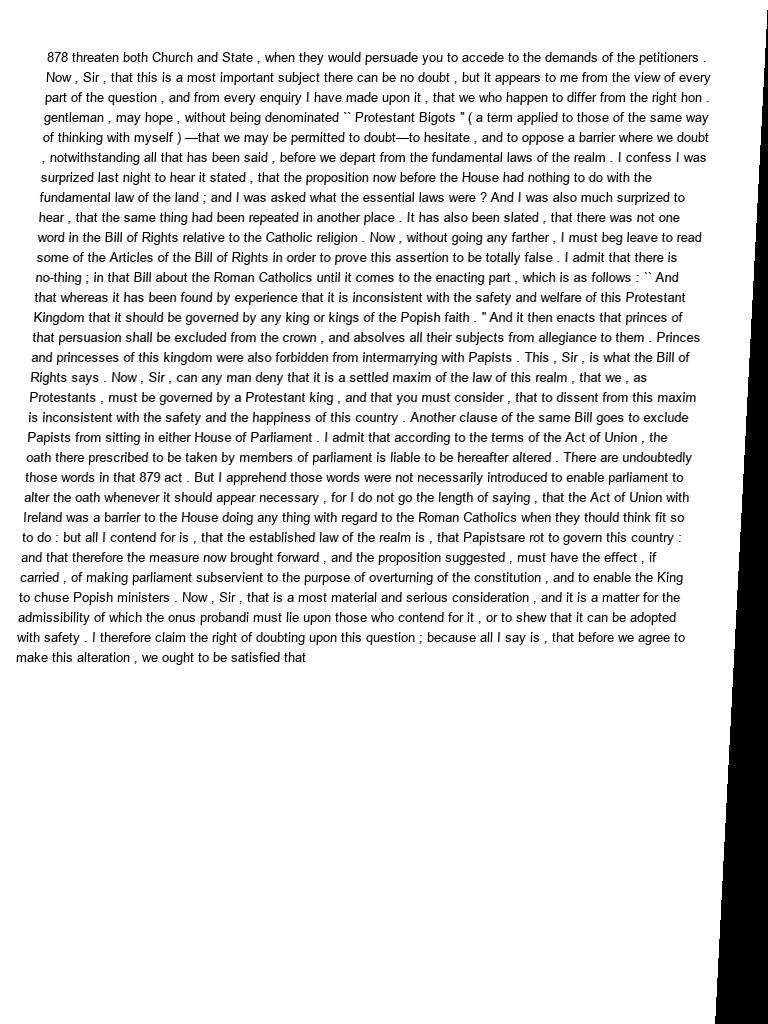 878 threaten both Church and State , when they would persuade you to accede to the demands of the petitioners .
Now , Sir , that this is a most important subject there can be no doubt , but it appears to me from the view of every
part of the question , and from every enquiry I have made upon it , that we who happen to differ from the right hon .
gentleman , may hope , without being denominated `` Protestant Bigots '' ( a term applied to those of the same way
of thinking with myself ) —that we may be permitted to doubt—to hesitate , and to oppose a barrier where we doubt
, notwithstanding all that has been said , before we depart from the fundamental laws of the realm . I confess I was
surprized last night to hear it stated , that the proposition now before the House had nothing to do with the
fundamental law of the land ; and I was asked what the essential laws were ? And I was also much surprized to
hear , that the same thing had been repeated in another place . It has also been slated , that there was not one
word in the Bill of Rights relative to the Catholic religion . Now , without going any farther , I must beg leave to read
some of the Articles of the Bill of Rights in order to prove this assertion to be totally false . I admit that there is
no-thing ; in that Bill about the Roman Catholics until it comes to the enacting part , which is as follows : `` And
that whereas it has been found by experience that it is inconsistent with the safety and welfare of this Protestant
Kingdom that it should be governed by any king or kings of the Popish faith . '' And it then enacts that princes of
that persuasion shall be excluded from the crown , and absolves all their subjects from allegiance to them . Princes
and princesses of this kingdom were also forbidden from intermarrying with Papists . This , Sir , is what the Bill of
Rights says . Now , Sir , can any man deny that it is a settled maxim of the law of this realm , that we , as
Protestants , must be governed by a Protestant king , and that you must consider , that to dissent from this maxim
is inconsistent with the safety and the happiness of this country . Another clause of the same Bill goes to exclude
Papists from sitting in either House of Parliament . I admit that according to the terms of the Act of Union , the
oath there prescribed to be taken by members of parliament is liable to be hereafter altered . There are undoubtedly
those words in that 879 act . But I apprehend those words were not necessarily introduced to enable parliament to
alter the oath whenever it should appear necessary , for I do not go the length of saying , that the Act of Union with
Ireland was a barrier to the House doing any thing with regard to the Roman Catholics when they thould think fit so
to do : but all I contend for is , that the established law of the realm is , that Papistsare rot to govern this country :
and that therefore the measure now brought forward , and the proposition suggested , must have the effect , if
carried , of making parliament subservient to the purpose of overturning of the constitution , and to enable the King
to chuse Popish ministers . Now , Sir , that is a most material and serious consideration , and it is a matter for the
admissibility of which the onus probandi must lie upon those who contend for it , or to shew that it can be adopted
with safety . I therefore claim the right of doubting upon this question ; because all I say is , that before we agree to
make this alteration , we ought to be satisfied that